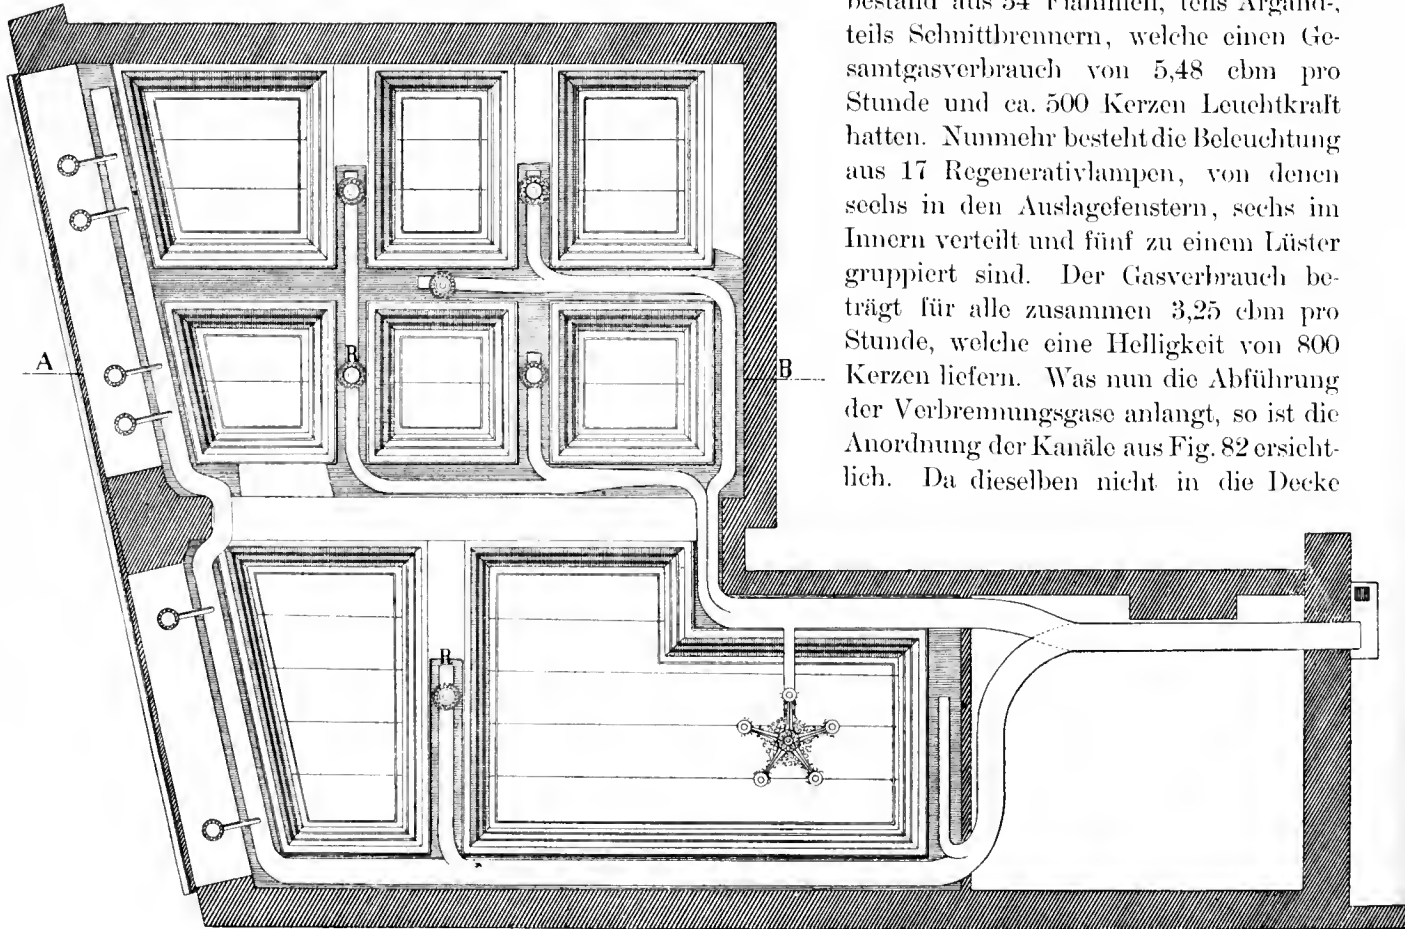 bestand aus 54 Flammen, teils Argand-,
teils Schnittbrennern, welche einen Ge-
samtgasverbrauch von 5,48 cbm pro
Stunde und ca. 500 Kerzen Leuchtkraft
hatten. Nunmehr besteht die Beleuchtung
aus 17 Regenerativlampen, von denen
sechs in den Auslagefenstern, sechs im
Innern verteilt und fünf zu einem Lüster
gruppiert sind. Der Gasverbrauch be-
trägt für alle zusammen 3,25 cbm pro
Stunde, welche eine Helligkeit von 800
Kerzen liefern. Was nun die Abführung
der Verbrennungsgase anlangt, so ist die
Anordnung der Kanäle aus Fig. 82 ersicht-
lich. Da dieselben nicht in die Decke
A
R
B
R